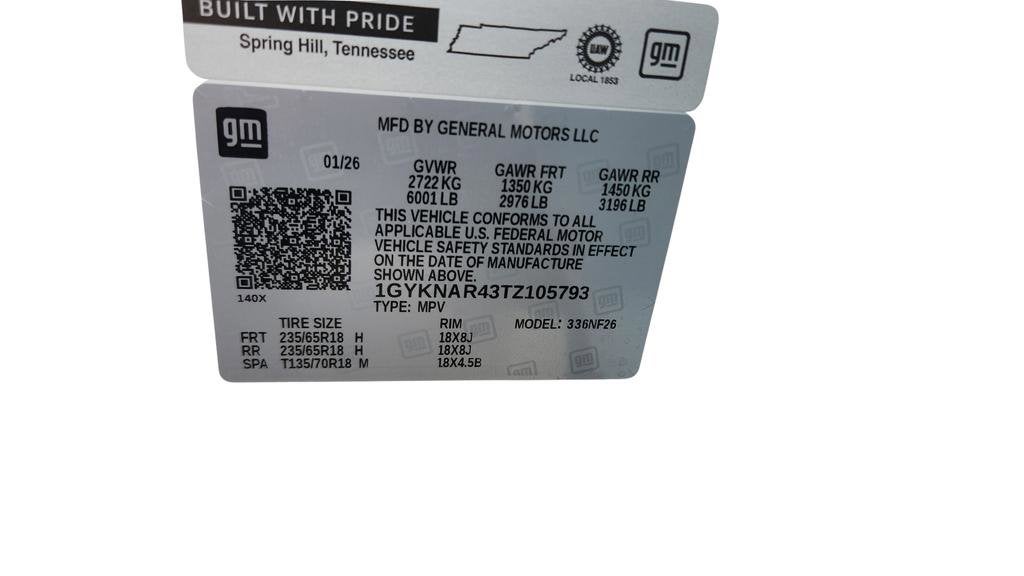 BUILT WITH PRIDE
Spring Hill, Tennessee
UAW
LOCAL 1853
gm
gm
MFD BY GENERAL MOTORS LLC
01/26
GVWR GAWR FRT GAWR RR
2722 KG 1350 KG 1450 KG
6001 LB 2976 LB 3196 LB
THIS VEHICLE CONFORMS TO ALL
APPLICABLE U.S. FEDERAL MOTOR
VEHICLE SAFETY STANDARDS IN EFFECT
ON THE DATE OF MANUFACTURE
SHOWN ABOVE.
140X
1GYKNAR43TZ105793
TYPE: MPV
TIRE SIZE RIM MODEL: 336NF26
FRT 235/65R18 H 18X8J
RR 235/65R18 H 18X8J
SPA T135/70R18 M 18X4.5B